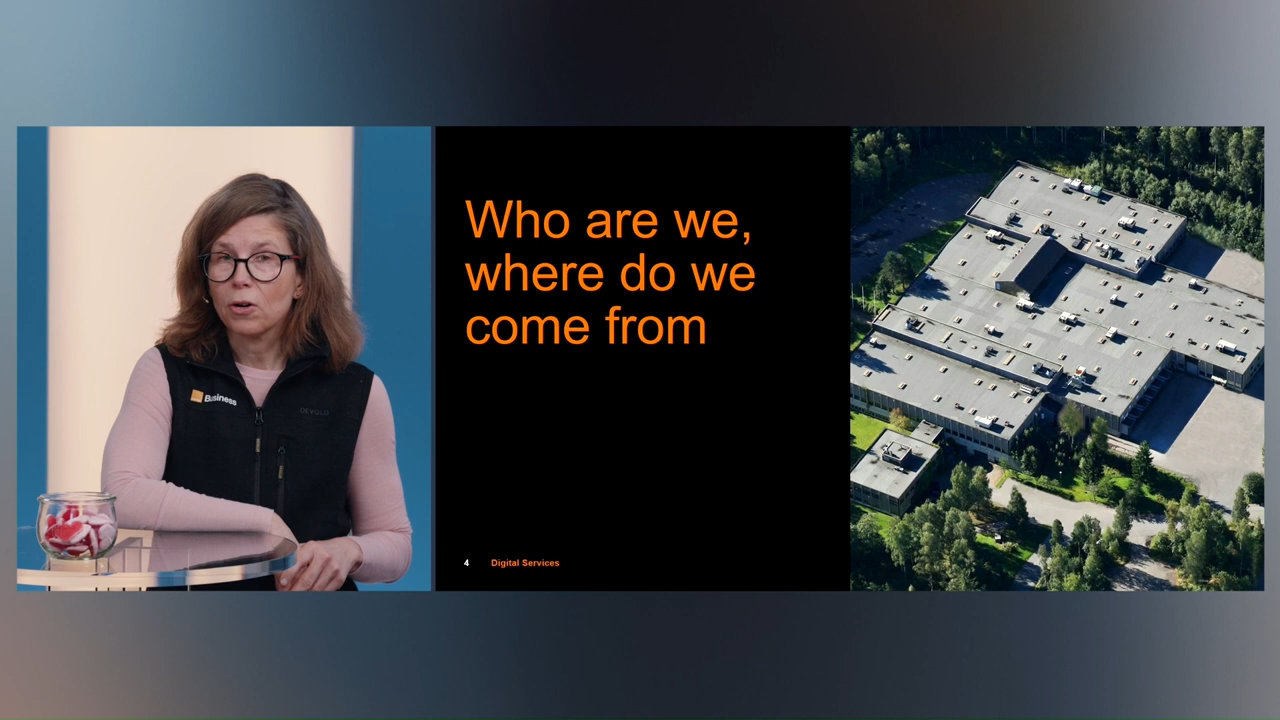 Business
Who are we,
where do we
come from
4 Digital Services